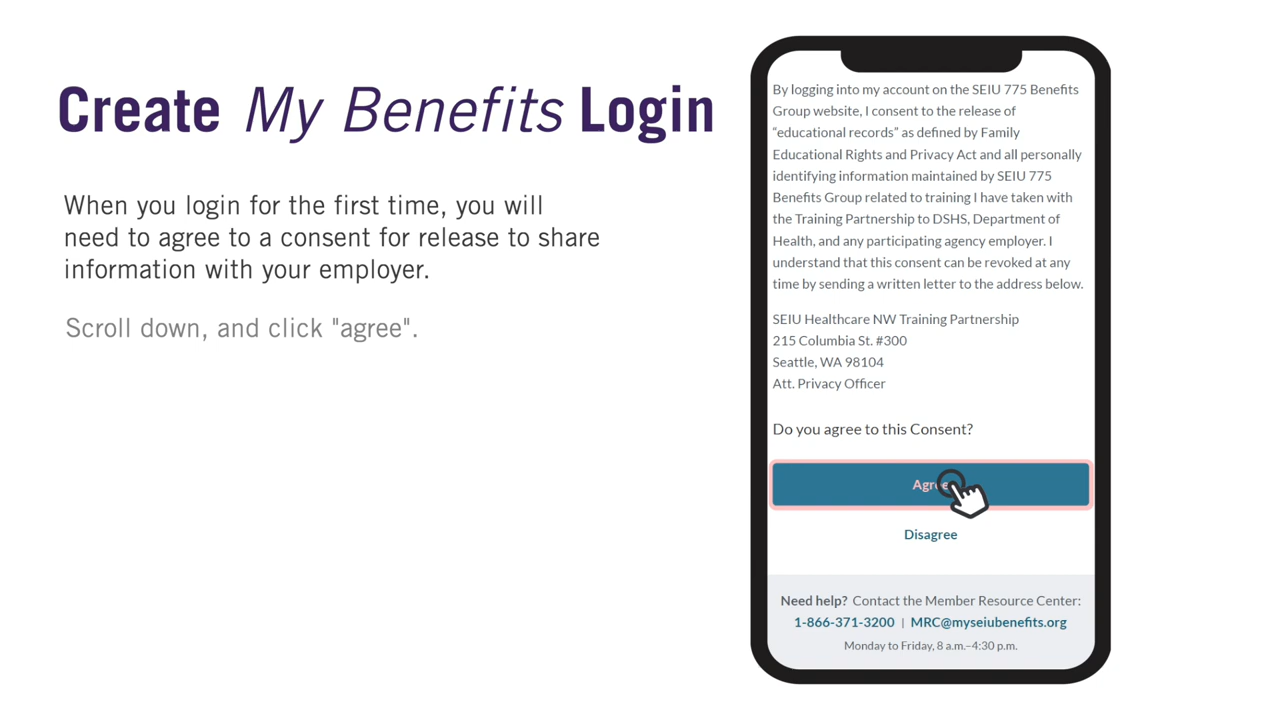 Create My Benefits Login
When you login for the first time, you will
need to agree to a consent for release to share
information with your employer.
Scroll down, and click "agree".
By logging into my account on the SEIU 775 Benefits
Group website, I consent to the release of
“educational records” as defined by Family
Educational Rights and Privacy Act and all personally
identifying information maintained by SEIU 775
Benefits Group related to training I have taken with
the Training Partnership to DSHS, Department of
Health, and any participating agency employer. I
understand that this consent can be revoked at any
time by sending a written letter to the address below.
SEIU Healthcare NW Training Partnership
215 Columbia St. #300
Seattle, WA 98104
Att. Privacy Officer
Do you agree to this Consent?
Agree
Disagree
Need help? Contact the Member Resource Center:
1-866-371-3200 | MRC@myseiubenefits.org
Monday to Friday, 8 a.m.–4:30 p.m.